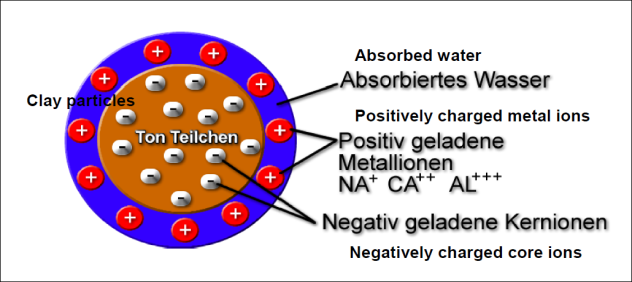 Absorbed water
Absorbiertes Wasser
Clay particles
Ton Teilchen
Positively charged metal ions
Positiv geladene
Metallionen
NA+ CA++ AL+++
Negativ geladene Kernionen
Negatively charged core ions